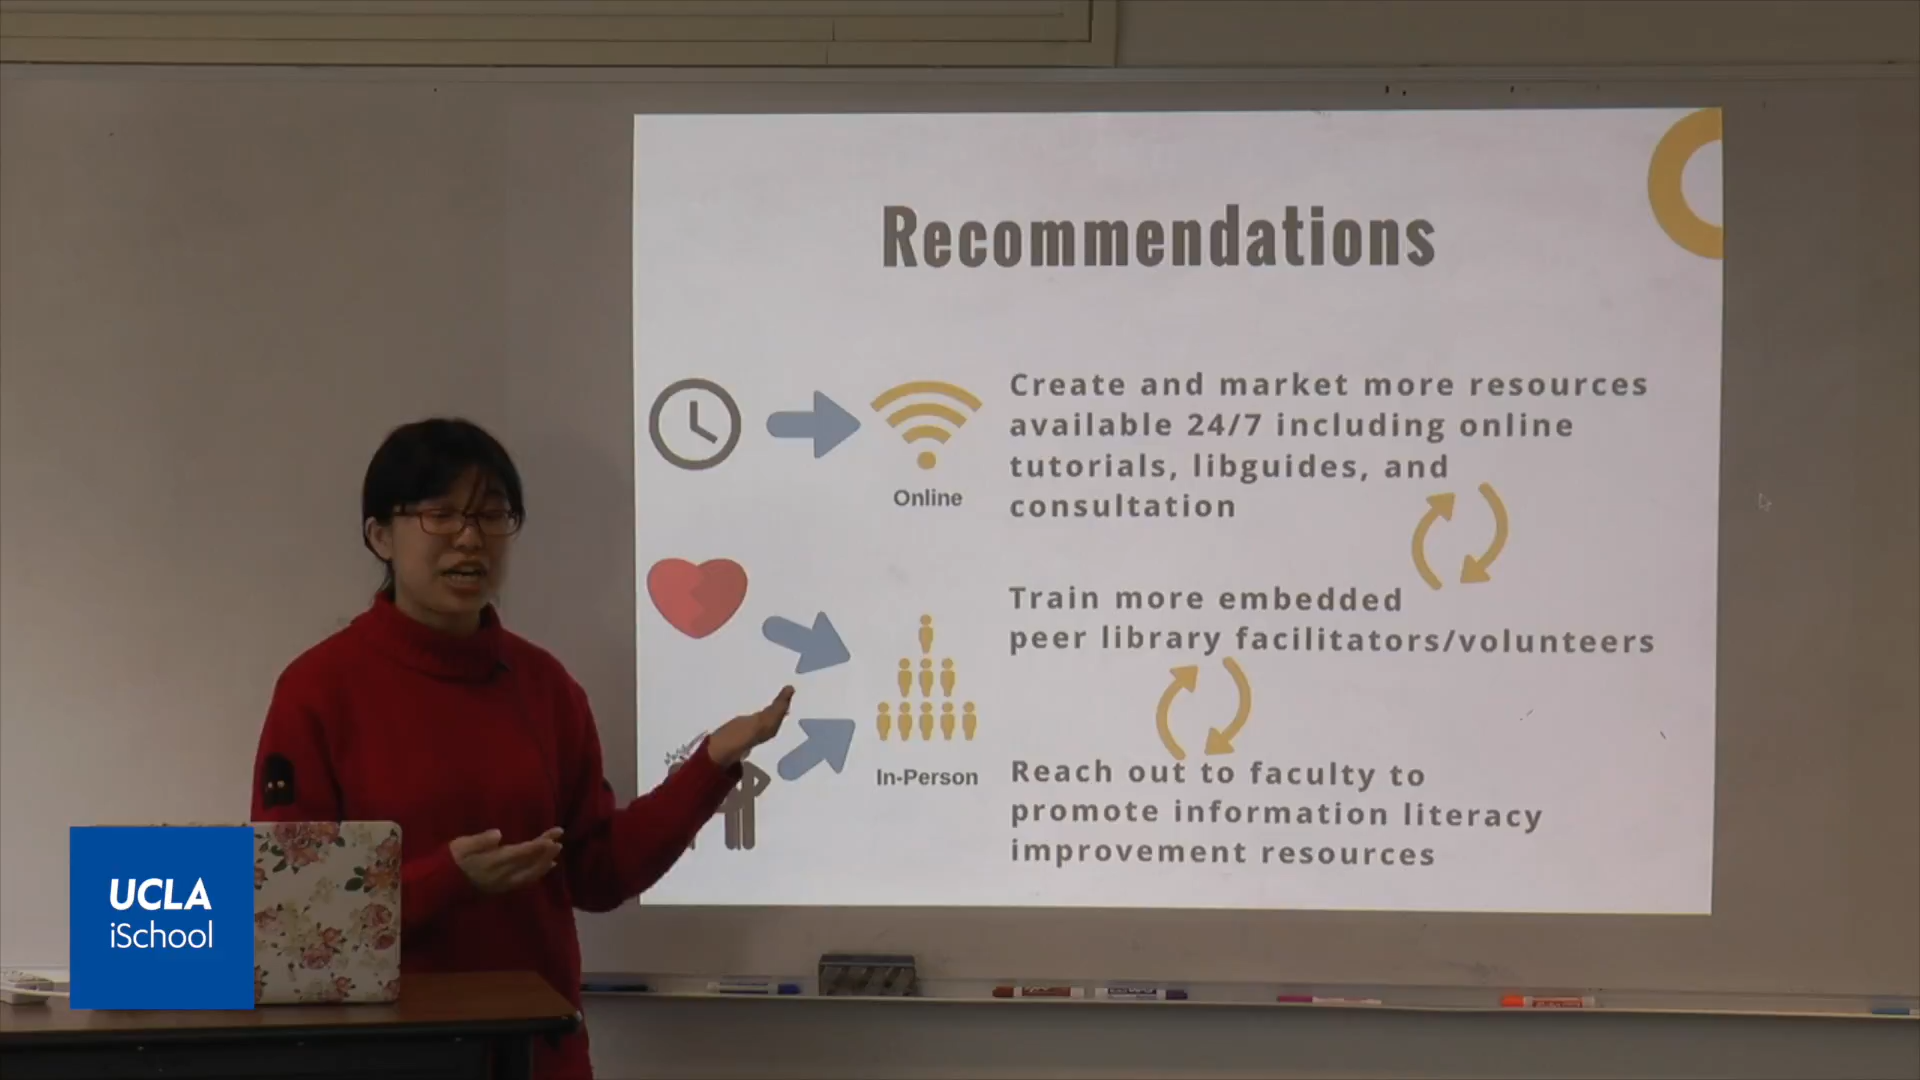 Recommendations
Create and market more resources
available 24/7 including online
tutorials, libguides, and
consultation
Online
Train more embedded
peer library facilitators/volunteers
In-Person
Reach out to faculty to
promote information literacy
improvement resources
UCLA
iSchool